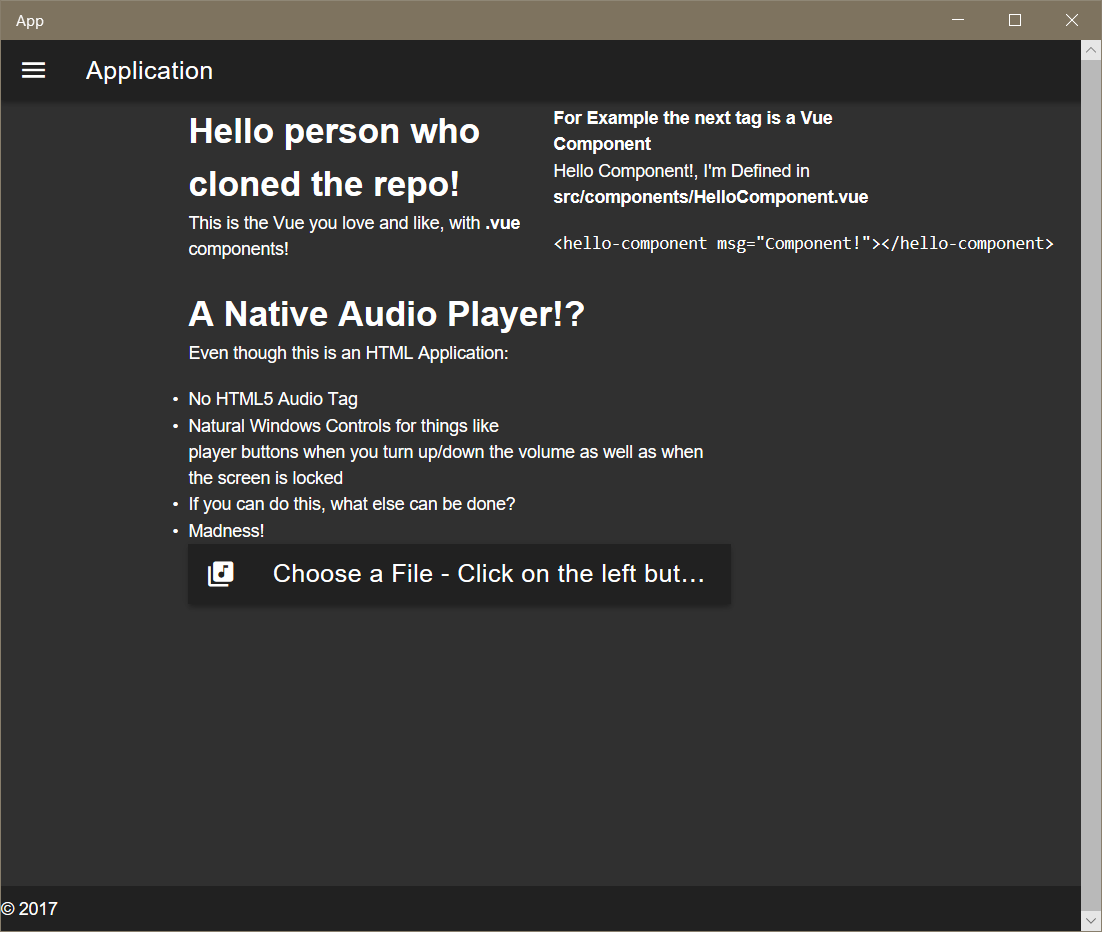 App
Application
Hello person who
cloned the repo!
This is the Vue you love and like, with .vue
components!
For Example the next tag is a Vue
Component
Hello Component!, I'm Defined in
src/components/HelloComponent.vue
<hello-component msg="Component!"></hello-component>
A Native Audio Player!?
Even though this is an HTML Application:
• No HTML5 Audio Tag
• Natural Windows Controls for things like
player buttons when you turn up/down the volume as well as when
the screen is locked
• If you can do this, what else can be done?
• Madness!
Choose a File - Click on the left but...
© 2017